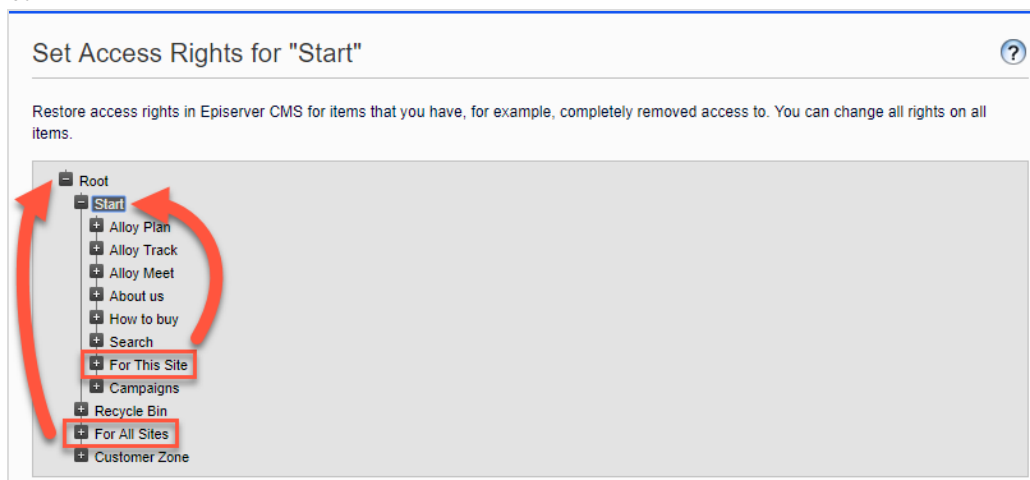 Set Access Rights for "Start"
?
Restore access rights in Episerver CMS for items that you have, for example, completely removed access to. You can change all rights on all
items.
Root
Start
Alloy Plan
Alloy Track
Alloy Meet
About us
How to buy
Search
For This Site
Campaigns
Recycle Bin
For All Sites
Customer Zone